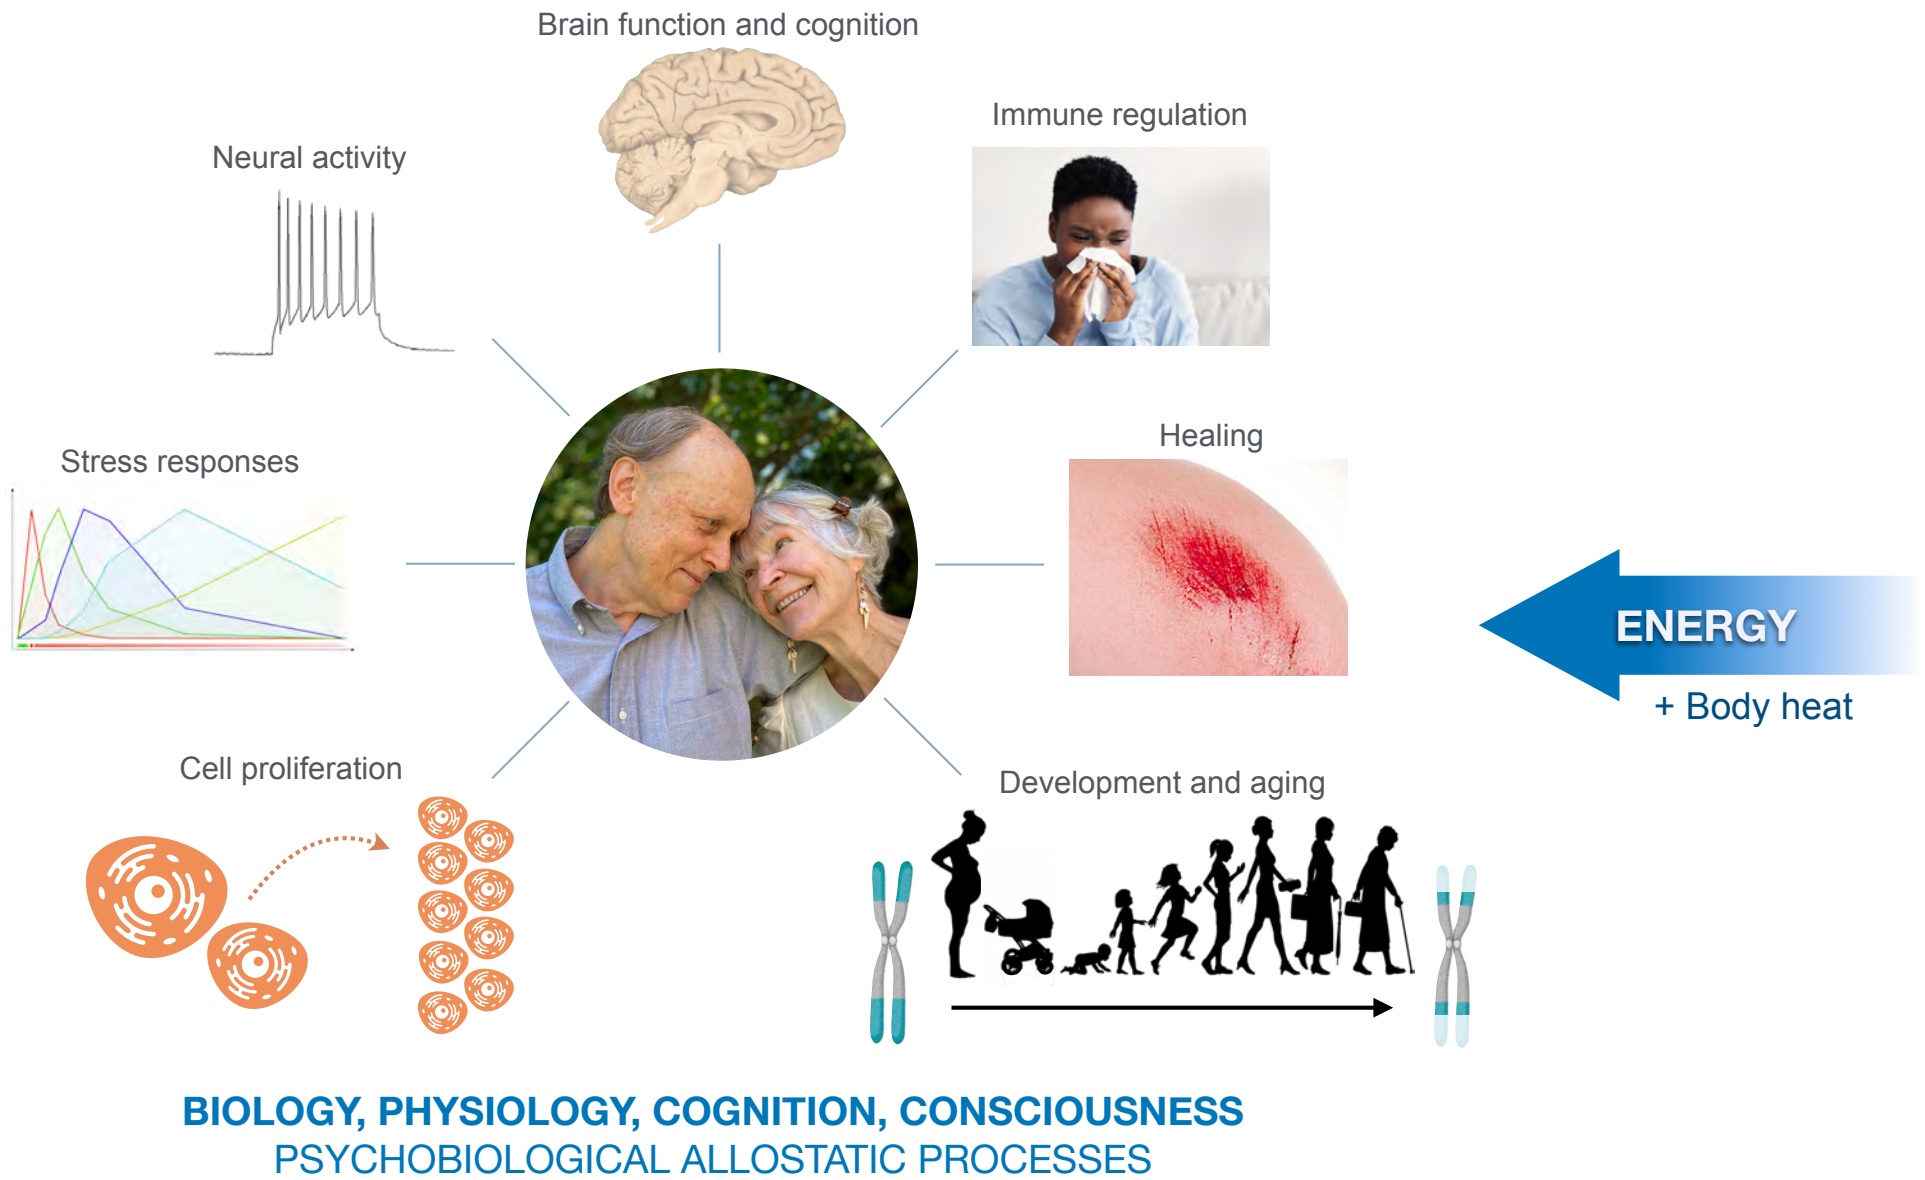 Brain function and cognition
Immune regulation
Neural activity
Healing
Stress responses
ENERGY
+ Body heat
Cell proliferation
Development and aging
BIOLOGY, PHYSIOLOGY, COGNITION, CONSCIOUSNESS
PSYCHOBIOLOGICAL ALLOSTATIC PROCESSES